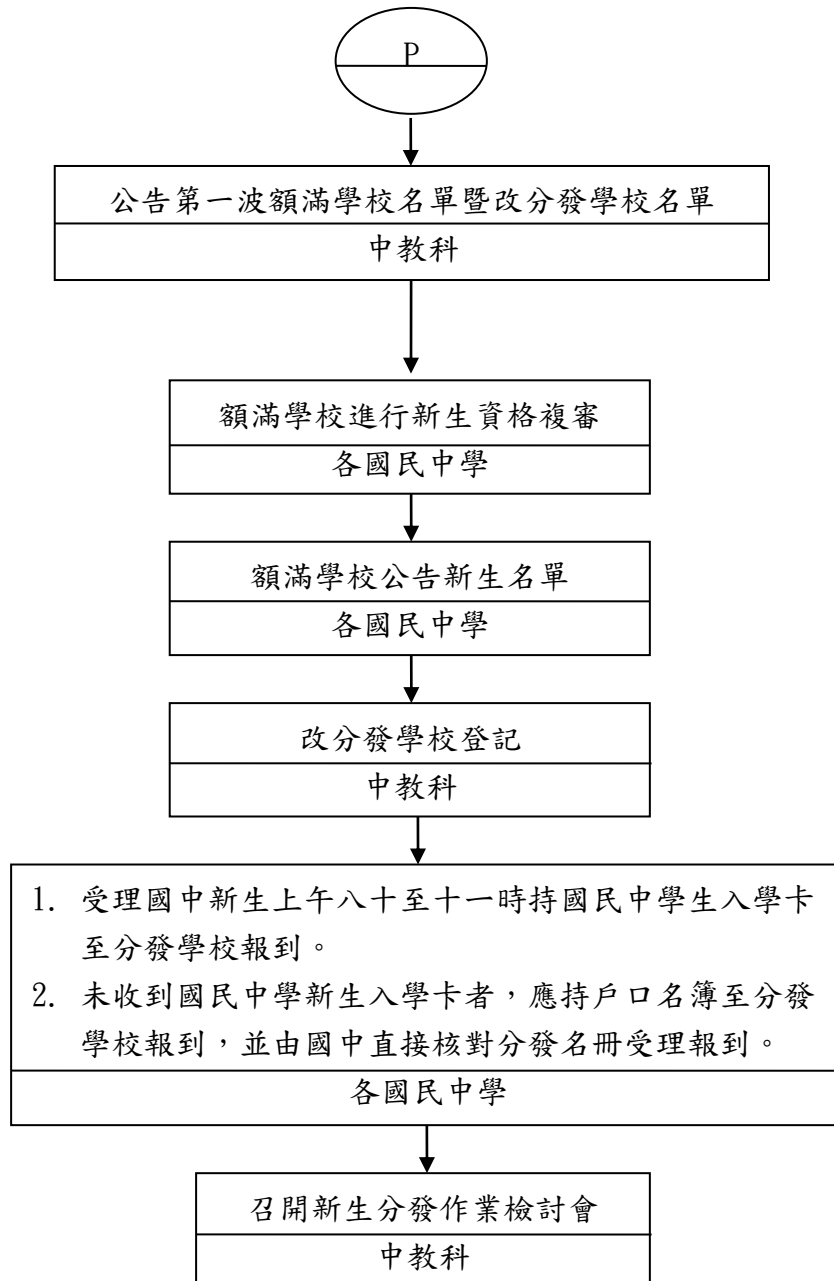 P
公告第一波額滿學校名單暨改分發學校名單
中教科
額滿學校進行新生資格複審
各國民中學
額滿學校公告新生名單
各國民中學
改分發學校登記
中教科
1. 受理國中新生上午八十至十一時持國民中學生入學卡
至分發學校報到。
2. 未收到國民中學新生入學卡者，應持戶口名簿至分發
學校報到，並由國中直接核對分發名冊受理報到。
各國民中學
召開新生分發作業檢討會
中教科